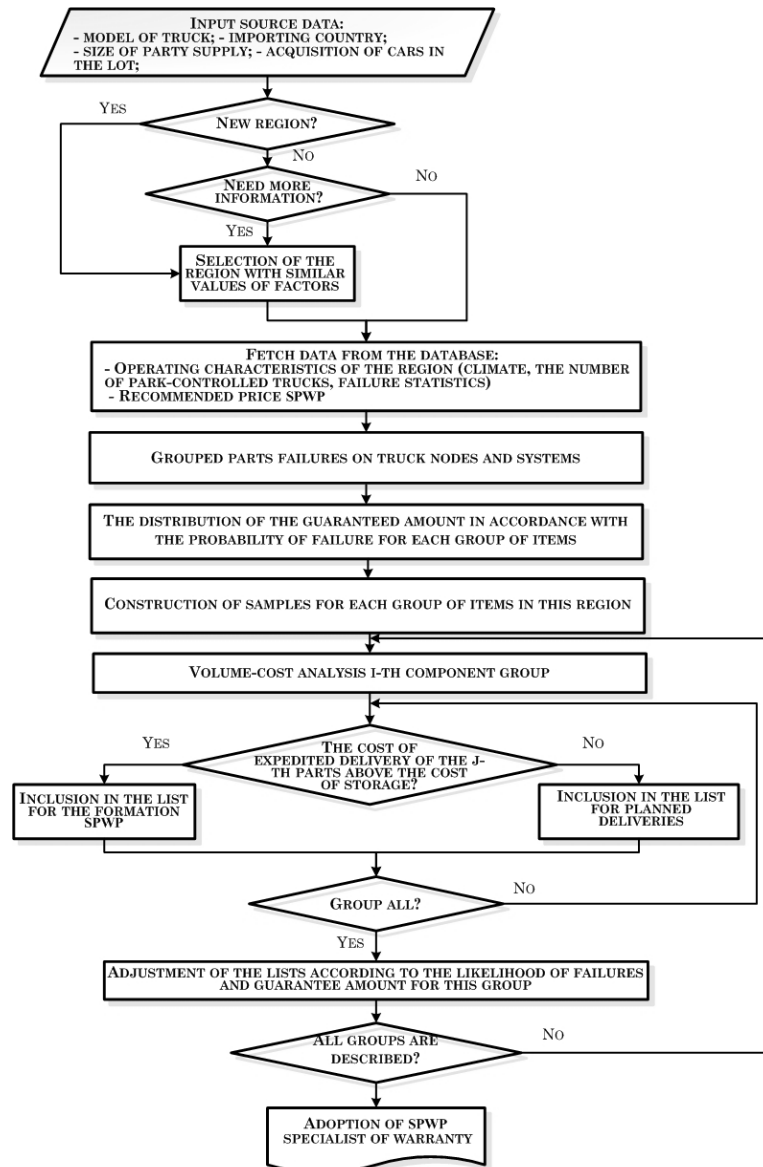 INPUT SOURCE DATA:
- MODEL OF TRUCK; - IMPORTING COUNTRY;
- SIZE OF PARTY SUPPLY; - ACQUISITION OF CARS IN
THE LOT;
YES
NEW REGION?
NO
NEED MORE
INFORMATION?
NO
YES
SELECTION OF THE
REGION WITH SIMILAR
VALUES OF FACTORS
FETCH DATA FROM THE DATABASE:
- OPERATING CHARACTERISTICS OF THE REGION (CLIMATE, THE NUMBER
OF PARK-CONTROLLED TRUCKS, FAILURE STATISTICS)
- RECOMMENDED PRICE SPWP
GROUPED PARTS FAILURES ON TRUCK NODES AND SYSTEMS
THE DISTRIBUTION OF THE GUARANTEED AMOUNT IN ACCORDANCE WITH
THE PROBABILITY OF FAILURE FOR EACH GROUP OF ITEMS
CONSTRUCTION OF SAMPLES FOR EACH GROUP OF ITEMS IN THIS REGION
VOLUME-COST ANALYSIS I-TH COMPONENT GROUP
YES
THE COST OF
EXPEDITED DELIVERY OF THE J-
TH PARTS ABOVE THE COST
OF STORAGE?
NO
INCLUSION IN THE LIST
FOR THE FORMATION
SPWP
INCLUSION IN THE LIST
FOR PLANNED
DELIVERIES
GROUP ALL?
NO
YES
ADJUSTMENT OF THE LISTS ACCORDING TO THE LIKELIHOOD OF FAILURES
AND GUARANTEE AMOUNT FOR THIS GROUP
ALL GROUPS ARE
DESCRIBED?
NO
ADOPTION OF SPWP
SPECIALIST OF WARRANTY